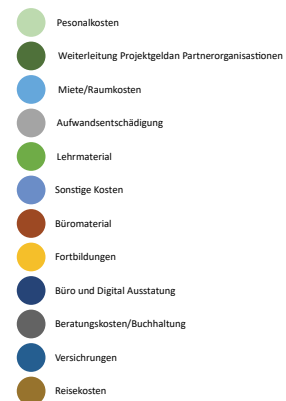 Pesonalkosten
Weiterleitung Projektgeldan Partnerorganisastionen
Miete/Raumkosten
Aufwandsentschädigung
Lehrmaterial
Sonstige Kosten
Büromaterial
Fortbildungen
Büro und Digital Ausstatung
Beratungskosten/Buchhaltung
Versichrungen
Reisekosten